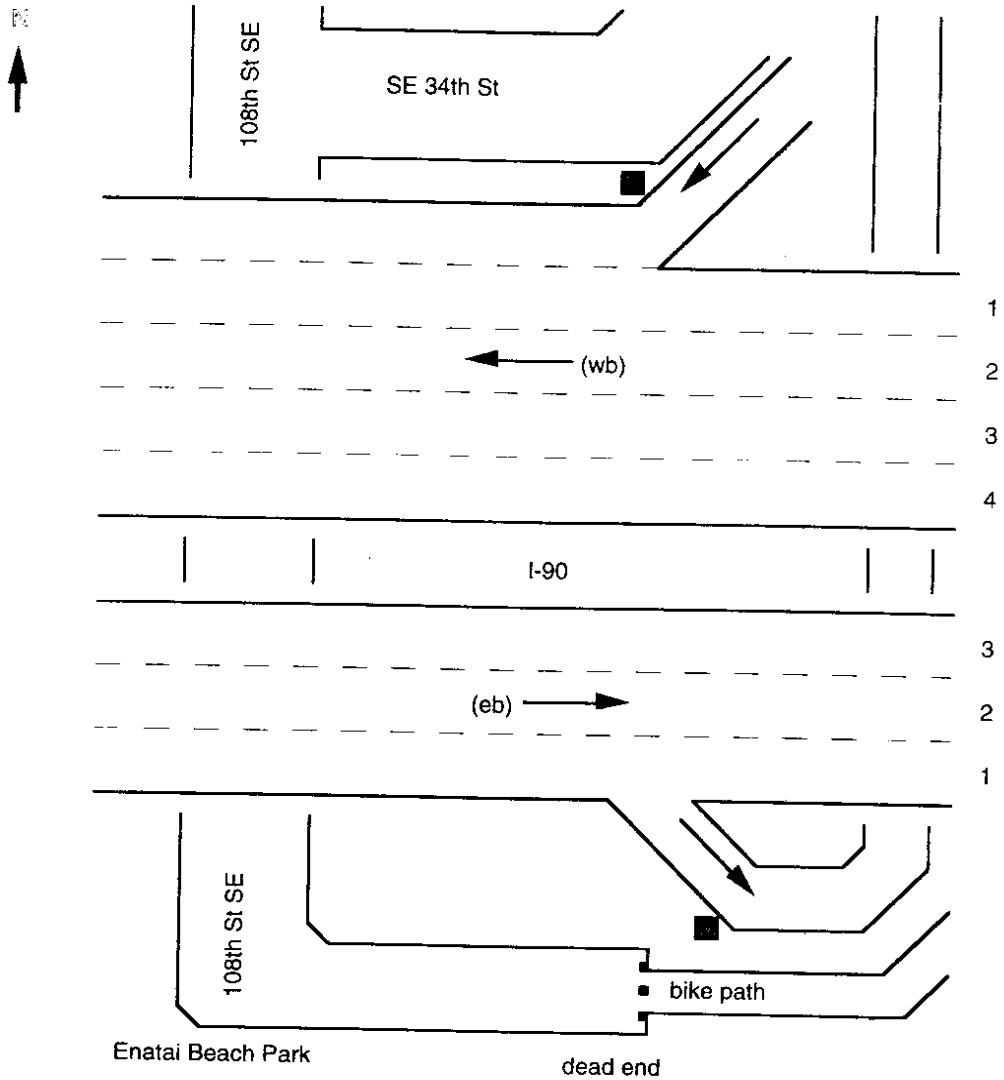 N
108th St SE
SE 34th St
1
(wb)
2
3
4
I-90
3
(eb)
2
1
108th St SE
bike path
Enatai Beach Park
dead end